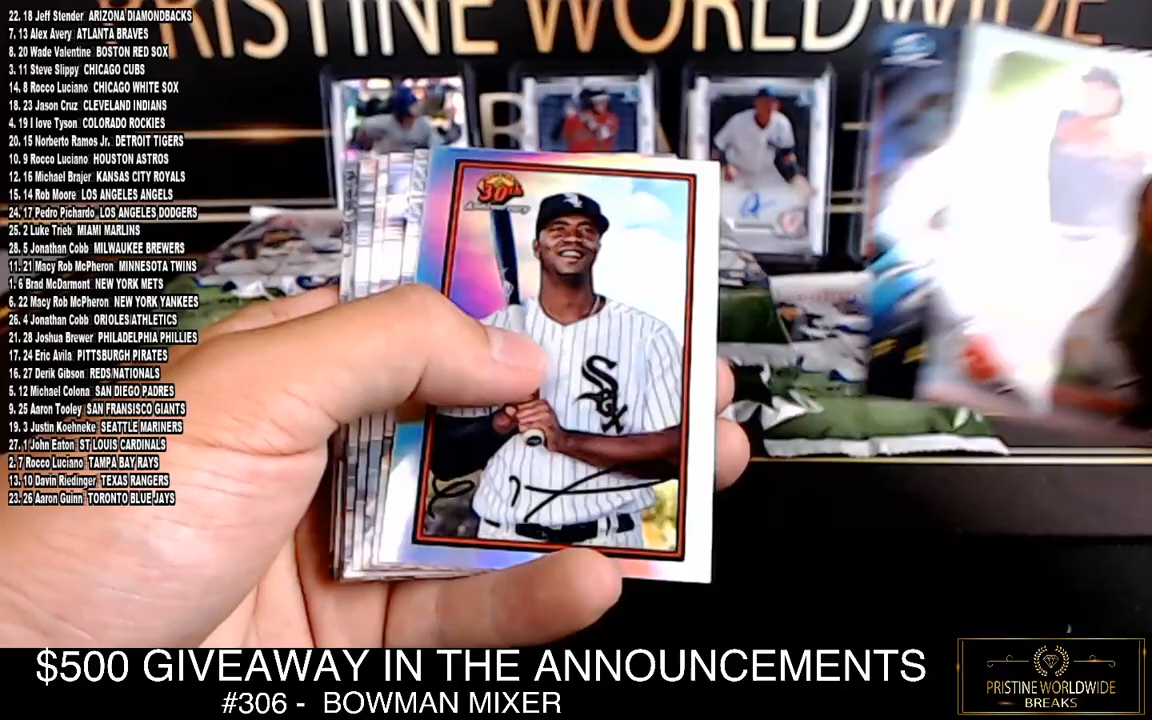 PRISTINE WORLDWIDE
22. 18 Jeff Stender ARIZONA DIAMONDBACKS
7. 13 Alex Avery ATLANTA BRAVES
8. 20 Wade Valentine BOSTON RED SOX
3. 11 Steve Slippy CHICAGO CUBS
14. 8 Rocco Luciano CHICAGO WHITE SOX
18. 23 Jason Cruz CLEVELAND INDIANS
4. 19 I love Tyson COLORADO ROCKIES
20. 15 Norberto Ramos Jr. DETROIT TIGERS
10. 9 Rocco Luciano HOUSTON ASTROS
12. 16 Michael Brajer KANSAS CITY ROYALS
15. 14 Rob Moore LOS ANGELES ANGELS
24. 17 Pedro Pichardo LOS ANGELES DODGERS
25. 2 Luke Trieb MIAMI MARLINS
28. 5 Jonathan Cobb MILWAUKEE BREWERS
11. 21 Macy Rob McPheron MINNESOTA TWINS
1. 6 Brad McDarmont NEW YORK METS
6. 22 Macy Rob McPheron NEW YORK YANKEES
26. 4 Jonathan Cobb ORIOLES/ATHLETICS
21. 28 Joshua Brewer PHILADELPHIA PHILLIES
17. 24 Eric Avila PITTSBURGH PIRATES
16. 27 Derik Gibson REDS/NATIONALS
5. 12 Michael Colona SAN DIEGO PADRES
9. 25 Aaron Tooley SAN FRANSISCO GIANTS
19. 3 Justin Koehneke SEATTLE MARINERS
27. 1 John Eaton ST LOUIS CARDINALS
2. 7 Rocco Luciano TAMPA BAY RAYS
13. 10 Davin Riedinger TEXAS RANGERS
23. 26 Aaron Guinn TORONTO BLUE JAYS
30th
Anniversary
Sox
$500 GIVEAWAY IN THE ANNOUNCEMENTS
#306 - BOWMAN MIXER
PRISTINE WORLDWIDE
BREAKS